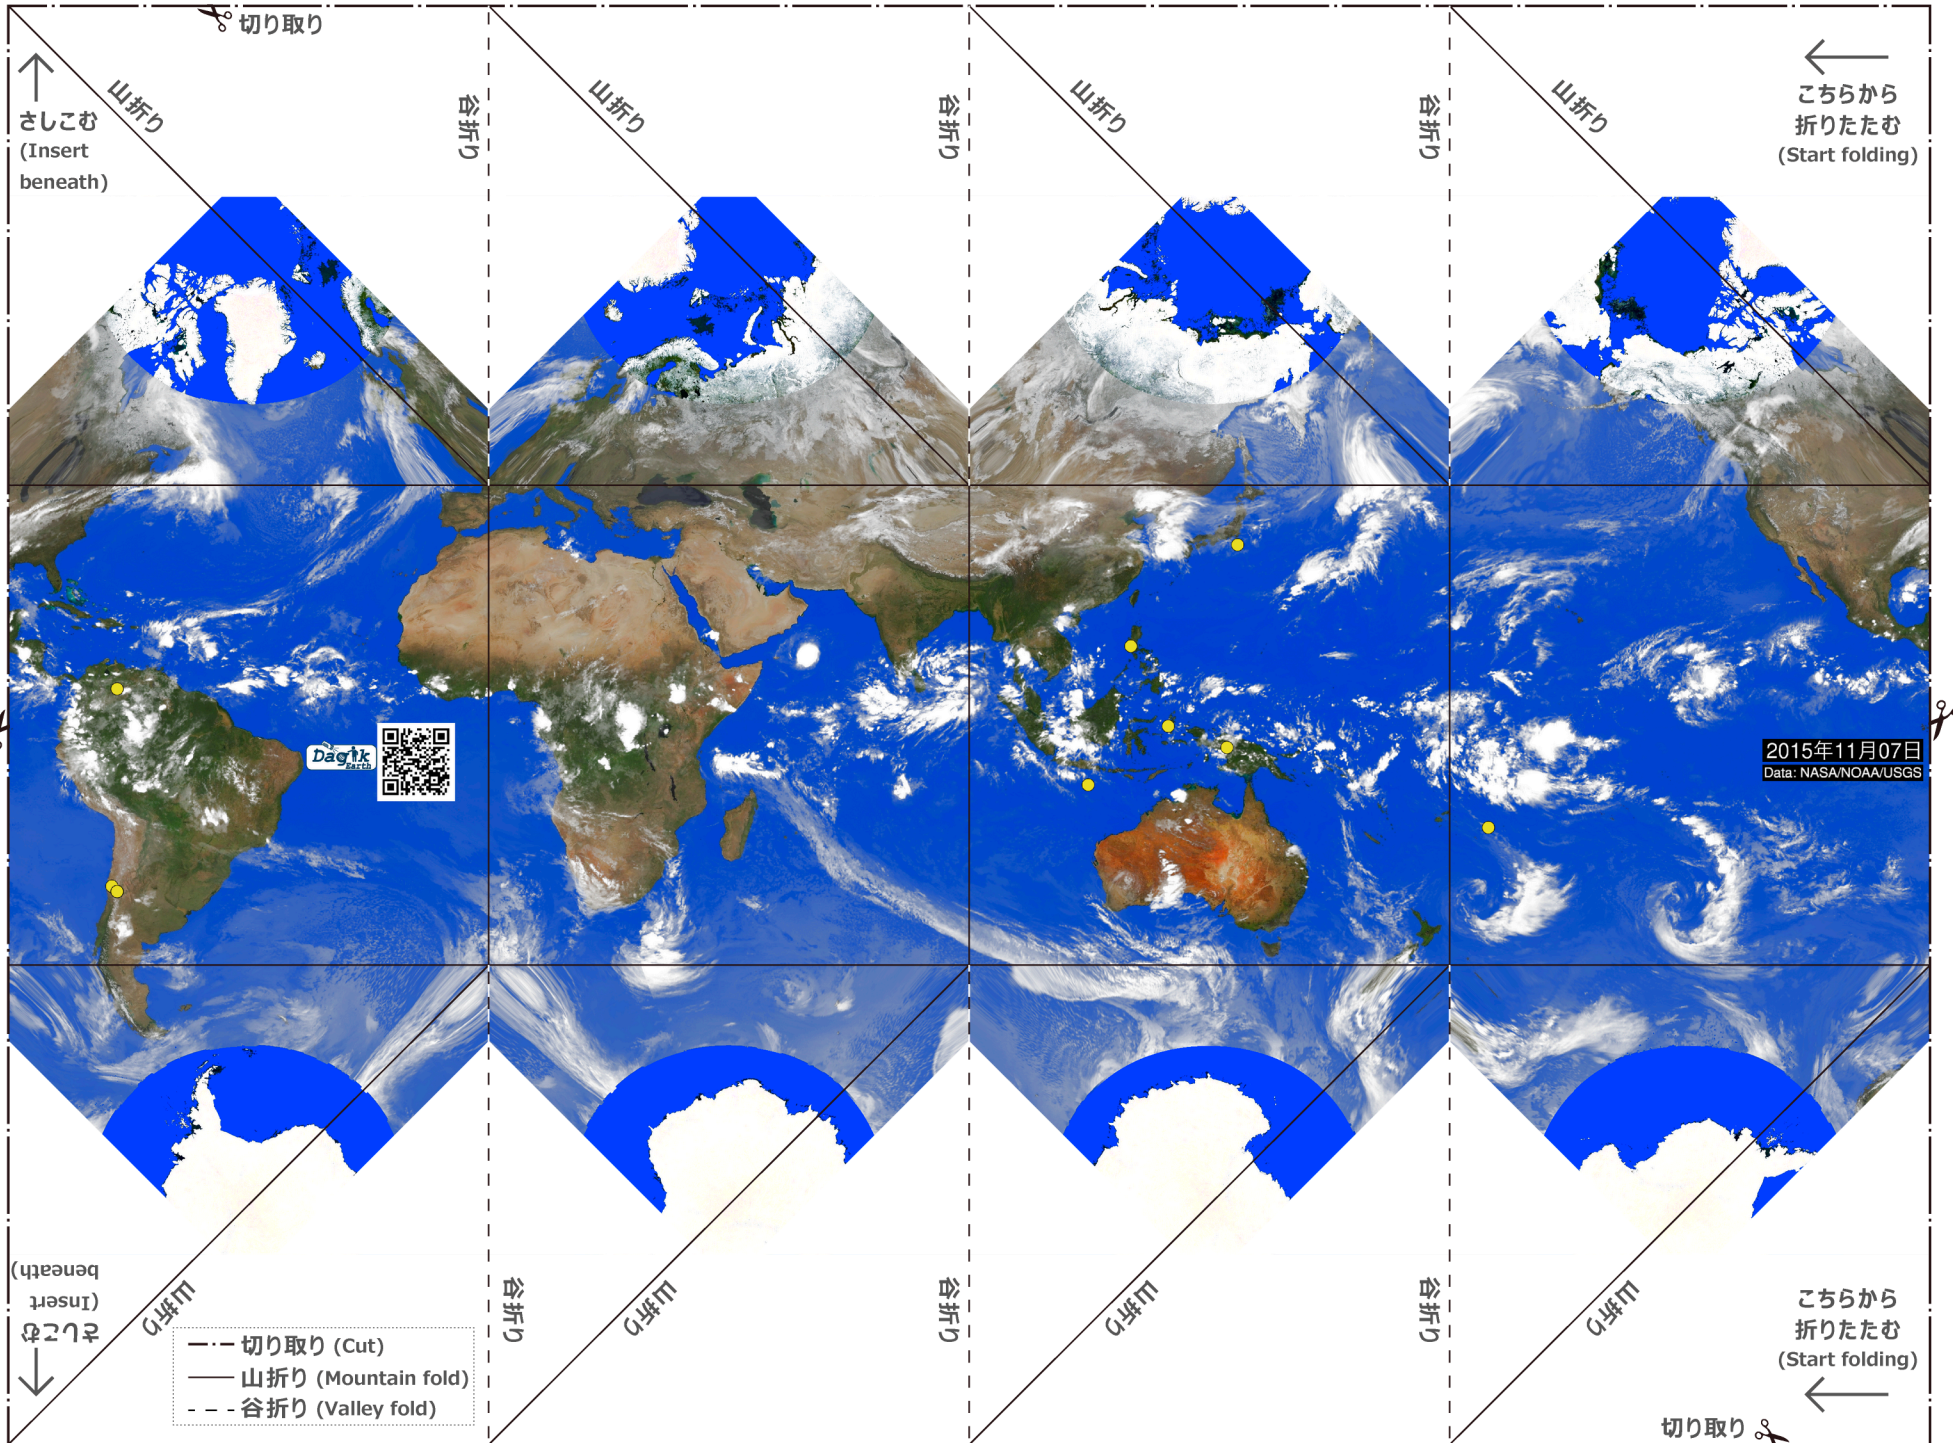 切り取り
山折り
谷折り
山折り
谷折り
山折り
谷折り
山折り
さしこむ
(Insert
beneath)
こちらから
折りたたむ
(Start folding)
Dagik
Earth
2015年11月07日
Data: NASA/NOAA/USGS
さしこむ
(Insert
beneath)
山折り
谷折り
山折り
谷折り
山折り
谷折り
山折り
こちらから
折りたたむ
(Start folding)
切り取り (Cut)
山折り (Mountain fold)
谷折り (Valley fold)
切り取り